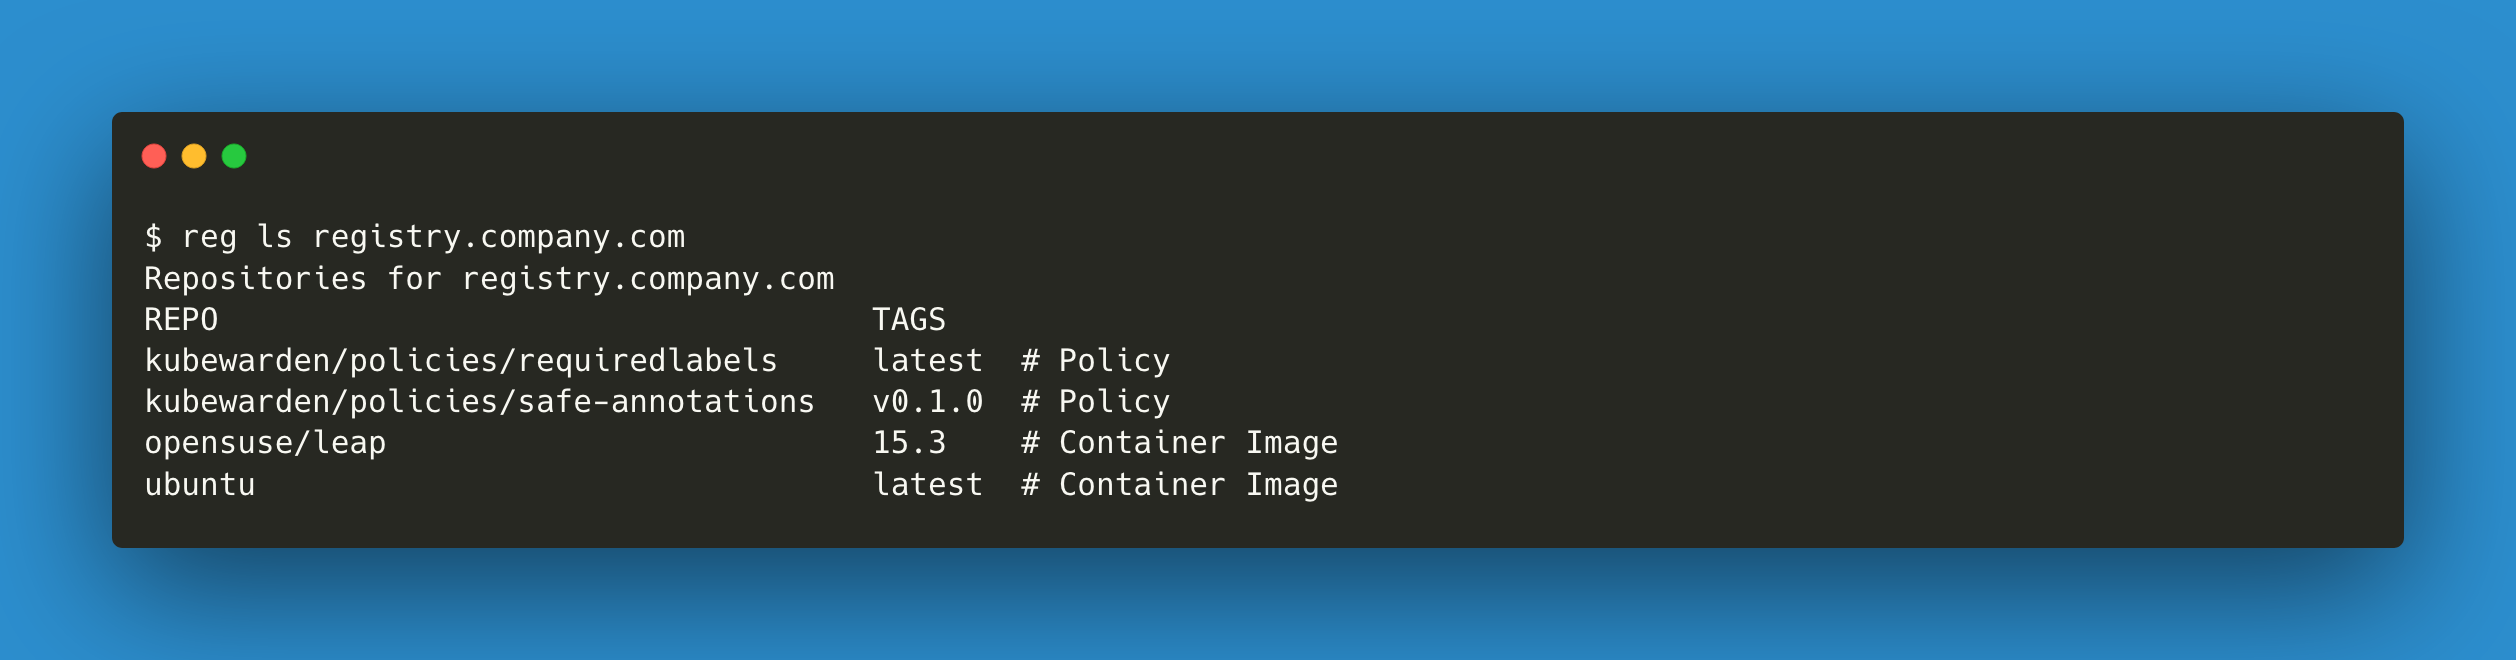 $ reg ls registry.company.com
Repositories for registry.company.com
REPO                                   TAGS
kubewarden/policies/requiredlabels     latest  # Policy
kubewarden/policies/safe-annotations   v0.1.0  # Policy
opensuse/leap                          15.3    # Container Image
ubuntu                                 latest  # Container Image